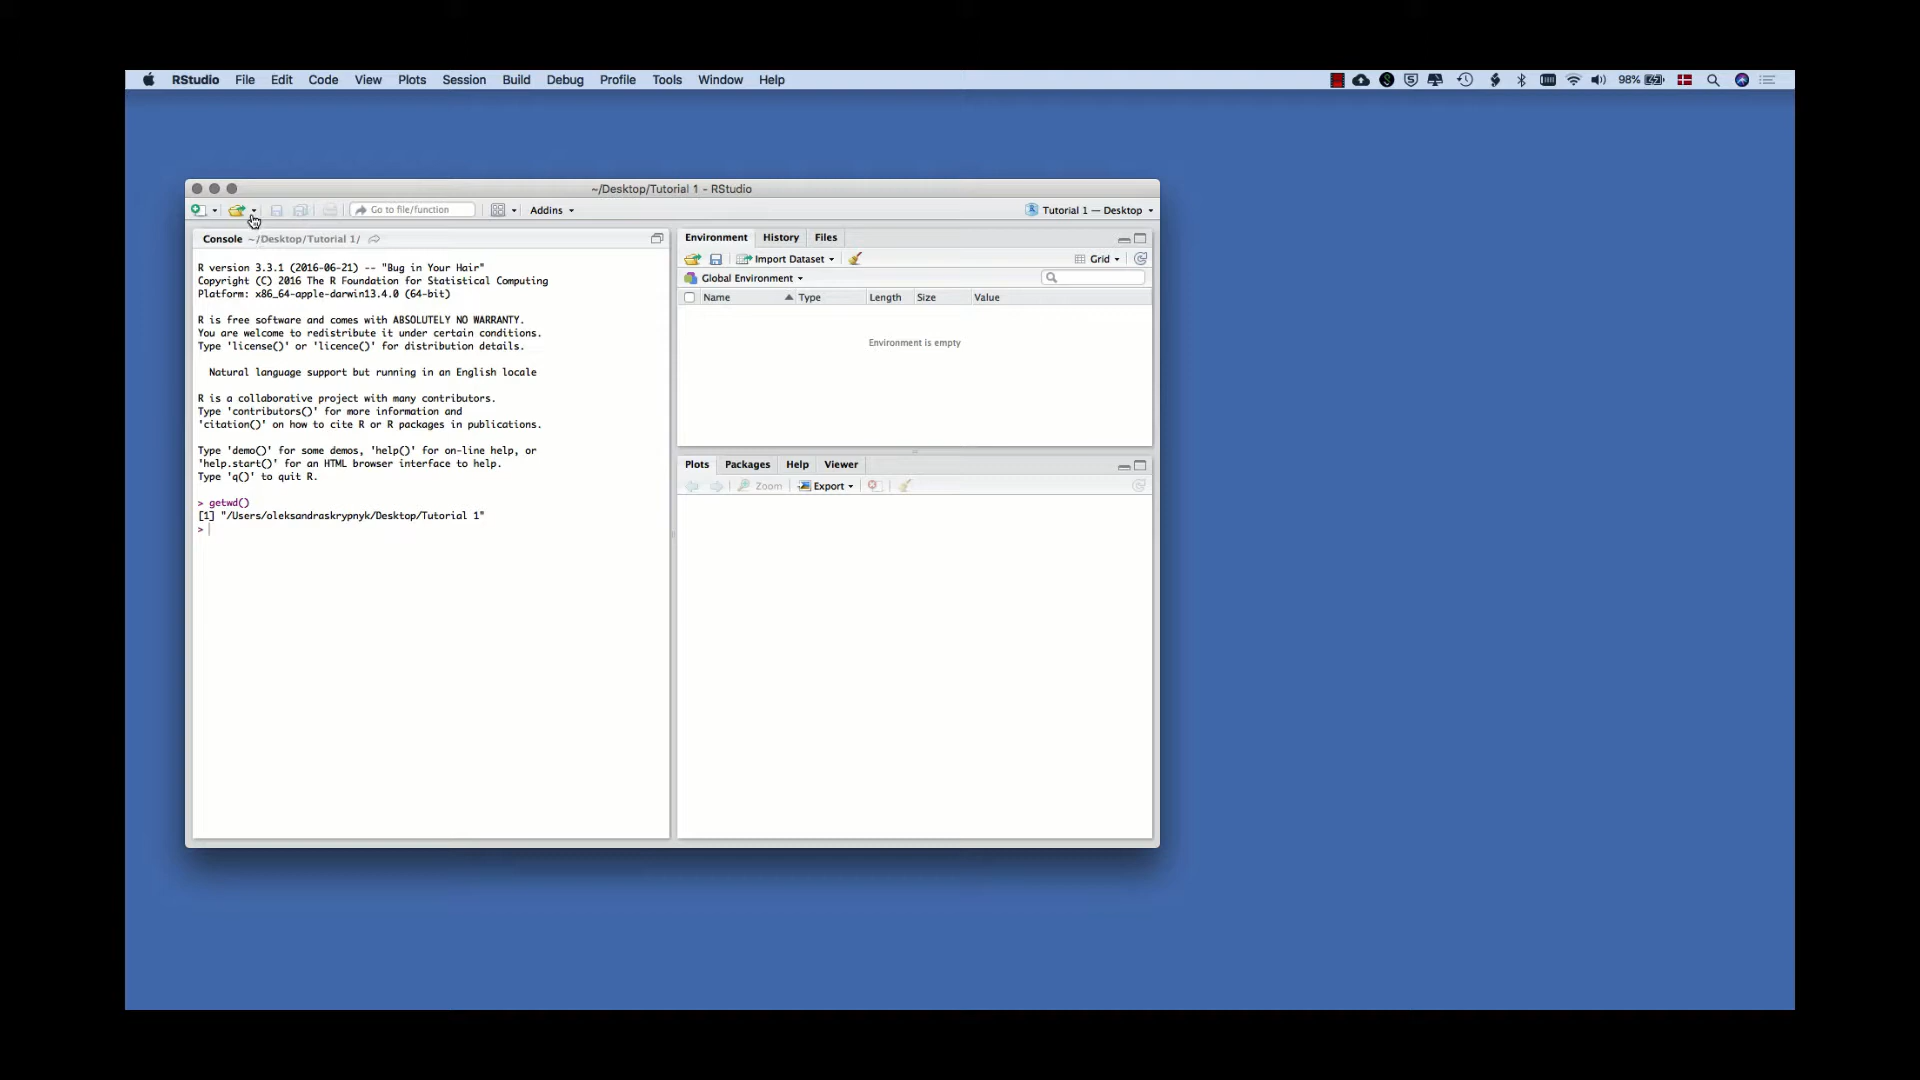 RStudio File Edit Code View Plots Session Build Debug Profile Tools Window Help 98%
~/Desktop/Tutorial 1 - RStudio
Go to file/function Addins Tutorial 1 — Desktop
Console ~/Desktop/Tutorial 1/
R version 3.3.1 (2016-06-21) -- "Bug in Your Hair"
Copyright (C) 2016 The R Foundation for Statistical Computing
Platform: x86_64-apple-darwin13.4.0 (64-bit)
R is free software and comes with ABSOLUTELY NO WARRANTY.
You are welcome to redistribute it under certain conditions.
Type 'license()' or 'licence()' for distribution details.
Natural language support but running in an English locale
R is a collaborative project with many contributors.
Type 'contributors()' for more information and
'citation()' on how to cite R or R packages in publications.
Type 'demo()' for some demos, 'help()' for on-line help, or
'help.start()' for an HTML browser interface to help.
Type 'q()' to quit R.
> getwd()
[1] "/Users/oleksandraskrypnyk/Desktop/Tutorial 1"
>
Environment History Files
Import Dataset Grid
Global Environment
Name Type Length Size Value
Environment is empty
Plots Packages Help Viewer
Zoom Export